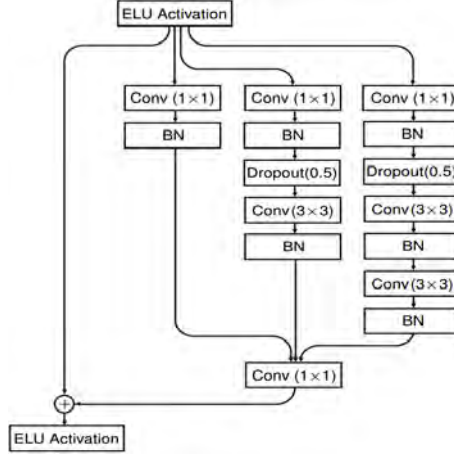 ELU Activation
Conv (1×1)
BN
Conv (1×1)
BN
Dropout(0.5)
Conv(3×3)
BN
Conv (1×1)
BN
Dropout(0.5)
Conv(3×3)
BN
Conv(3×3)
BN
Conv (1×1)
+
ELU Activation